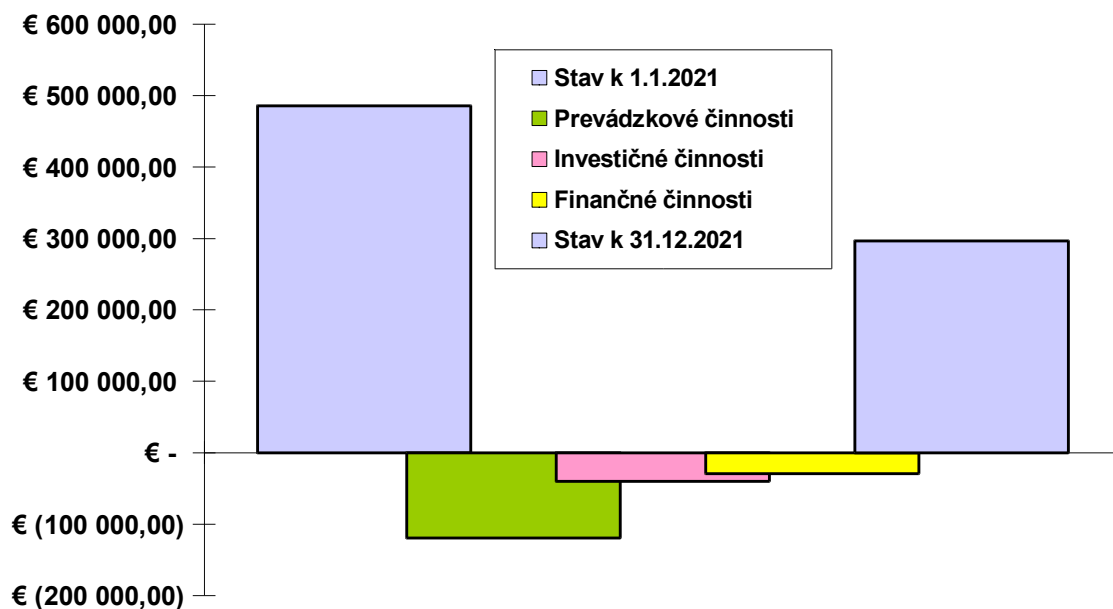 € 600 000,00
€ 500 000,00
€ 400 000,00
€ 300 000,00
€ 200 000,00
€ 100 000,00
€ -
€ (100 000,00)
€ (200 000,00)
Stav k 1.1.2021
Prevádzkové činnosti
Investičné činnosti
Finančné činnosti
Stav k 31.12.2021